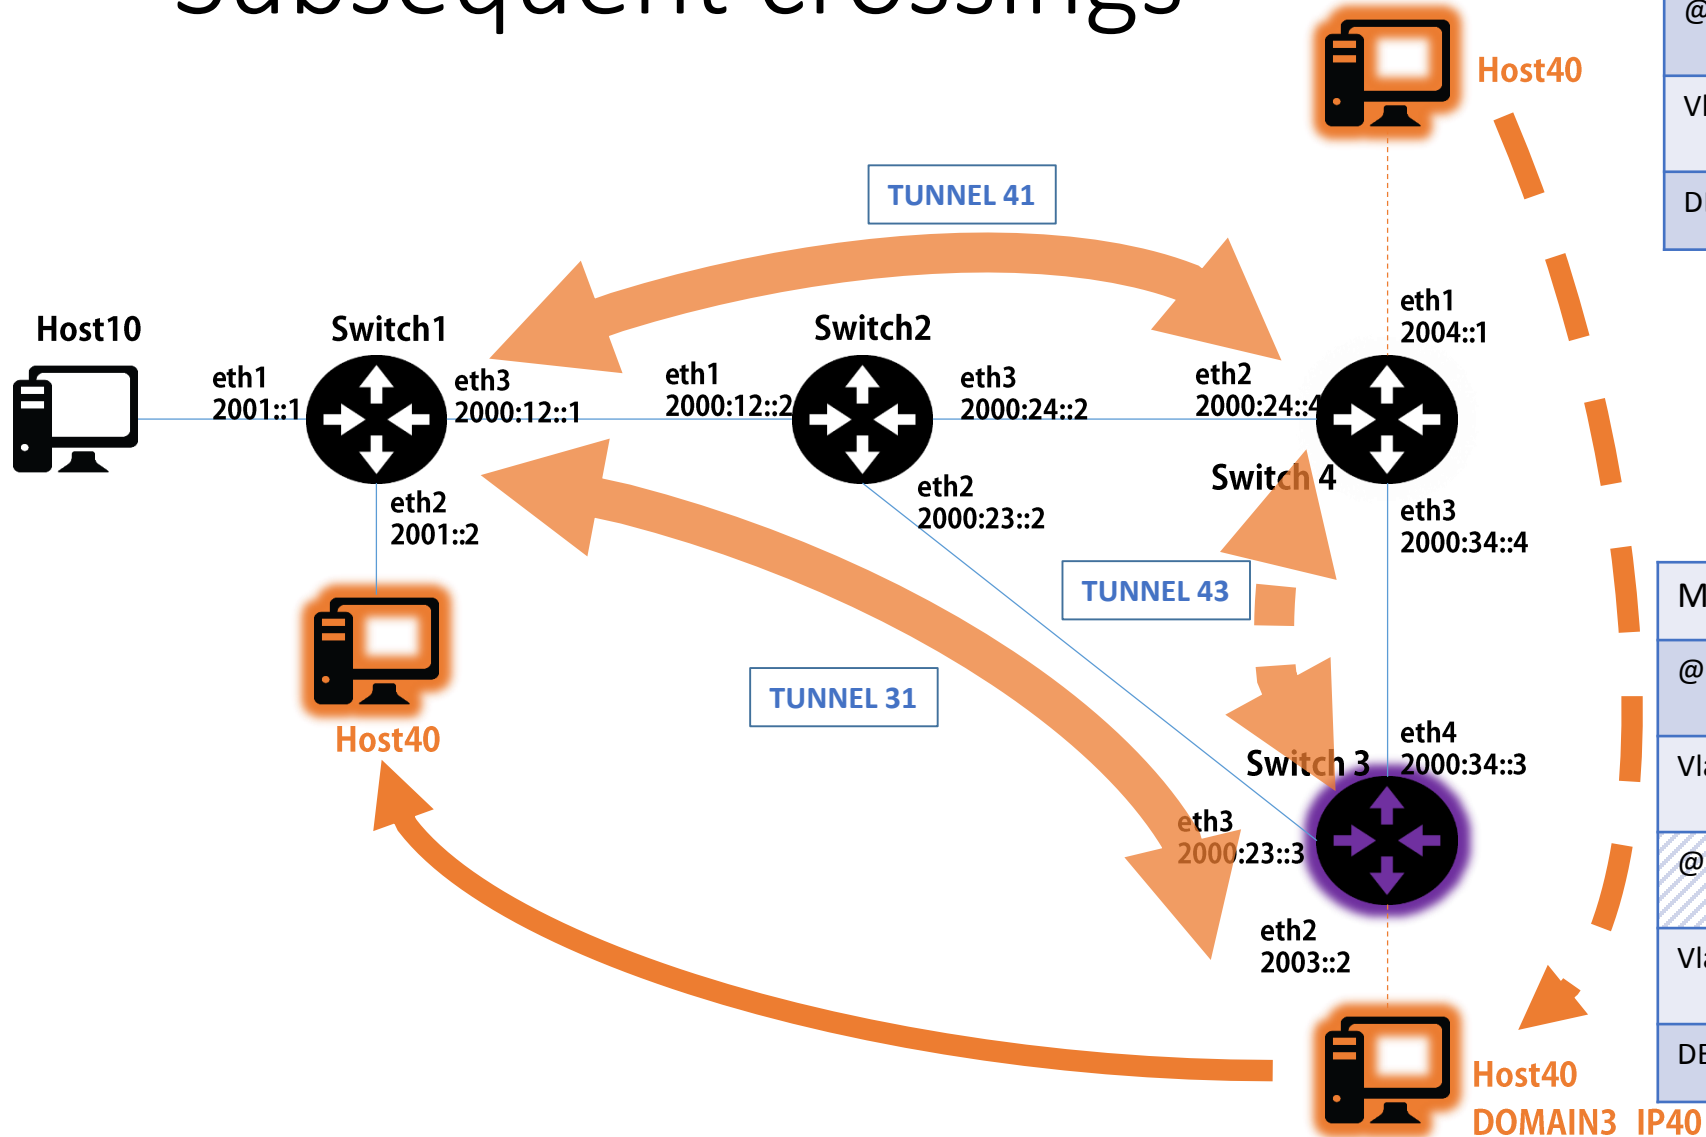 Subsequent crossings
Host40
TUNNEL 41
eth1
2004::1
Host10
Switch1
Switch2
eth1
2001::1
eth3
2000:12::1
eth1
2000:12::2
eth3
2000:24::2
eth2
2000:24::4
Switch 4
eth2
2001::2
eth2
2000:23::2
eth3
2000:34::4
TUNNEL 43
TUNNEL 31
Host40
Switch 3
eth4
2000:34::3
eth3
2000:23::3
eth2
2003::2
Host40
DOMAIN3 IP40
@
@
@